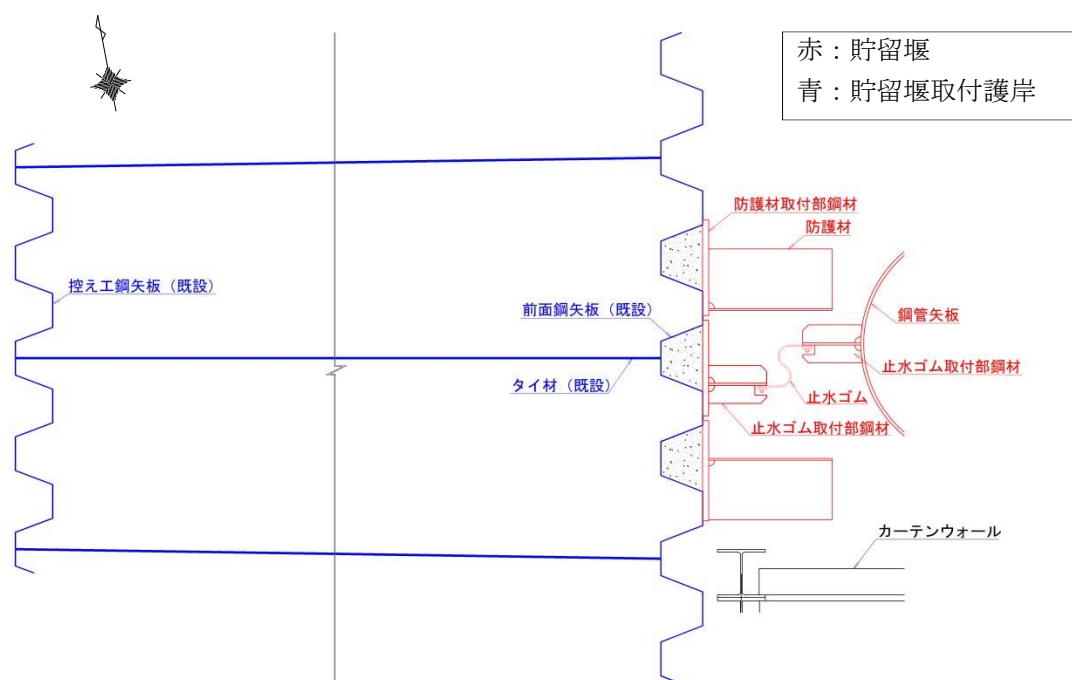 赤：貯留堰
青：貯留堰取付護岸
防護材取付部鋼材
防護材
控え工鋼矢板（既設）
前面鋼矢板（既設）
鋼管矢板
止水ゴム取付部鋼材
タイ材（既設）
止水ゴム
止水ゴム取付部鋼材
カーテンウォール